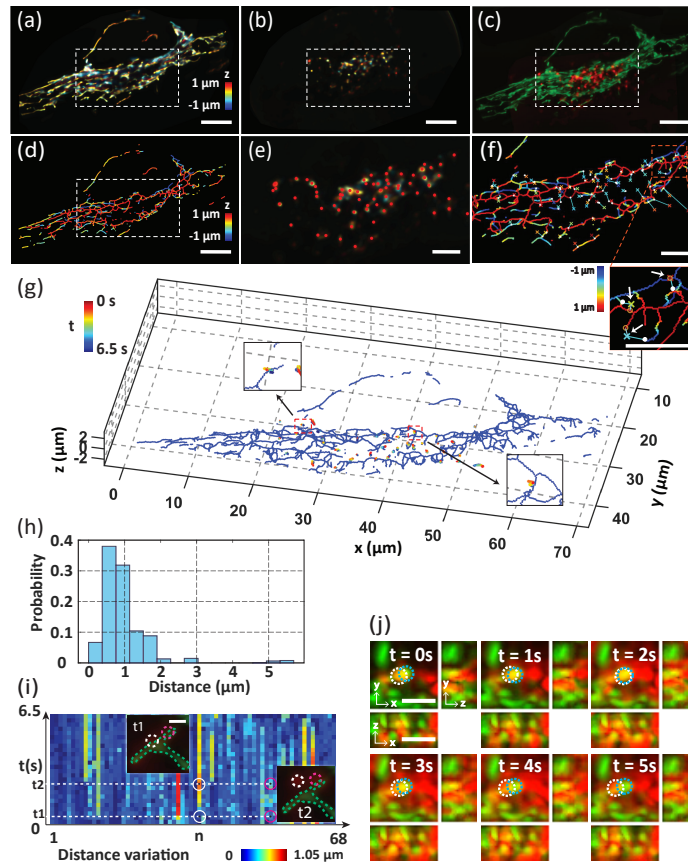 (a)
z
1 µm
-1 µm
(b)
(c)
(d)
z
1 µm
-1 µm
(e)
(f)
-1 µm
1 µm
(g)
t
0 s
6.5 s
z (µm)
2
0
-2
0
10
20
30
40
50
60
70
x (µm)
10
20
30
40
y (µm)
(h)
Probability
0.4
0.3
0.2
0.1
0
0
1
2
3
4
5
Distance (µm)
(i)
6.5
t(s)
t2
t1
0
t1
t2
1
n
68
Distance variation
0
1.05 µm
(j)
t = 0s
t = 1s
t = 2s
y
x
y
z
z
x
t = 3s
t = 4s
t = 5s